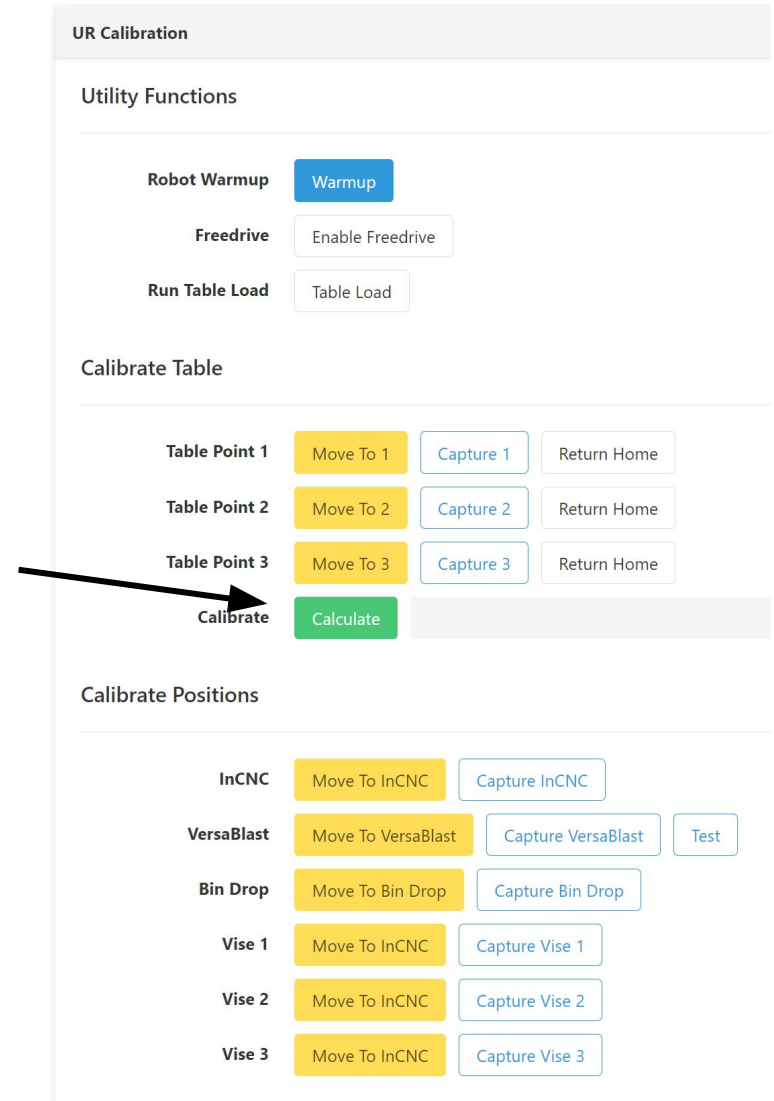 UR Calibration
Utility Functions
Robot Warmup Warmup
Freedrive Enable Freedrive
Run Table Load Table Load
Calibrate Table
Table Point 1 Move To 1 Capture 1 Return Home
Table Point 2 Move To 2 Capture 2 Return Home
Table Point 3 Move To 3 Capture 3 Return Home
Calibrate Calculate
Calibrate Positions
InCNC Move To InCNC Capture InCNC
VersaBlast Move To VersaBlast Capture VersaBlast Test
Bin Drop Move To Bin Drop Capture Bin Drop
Vise 1 Move To InCNC Capture Vise 1
Vise 2 Move To InCNC Capture Vise 2
Vise 3 Move To InCNC Capture Vise 3